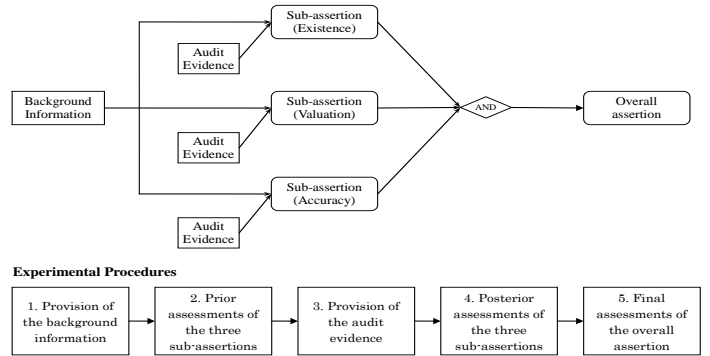 Sub-assertion
(Existence)
Audit
Evidence
Background
Information
Sub-assertion
(Valuation)
AND
Overall
assertion
Audit
Evidence
Sub-assertion
(Accuracy)
Audit
Evidence
Experimental Procedures
1. Provision of
the background
information
2. Prior
assessments of
the three
sub-assertions
3. Provision of
the audit
evidence
4. Posterior
assessments of
the three
sub-assertions
5. Final
assessments of
the overall
assertion